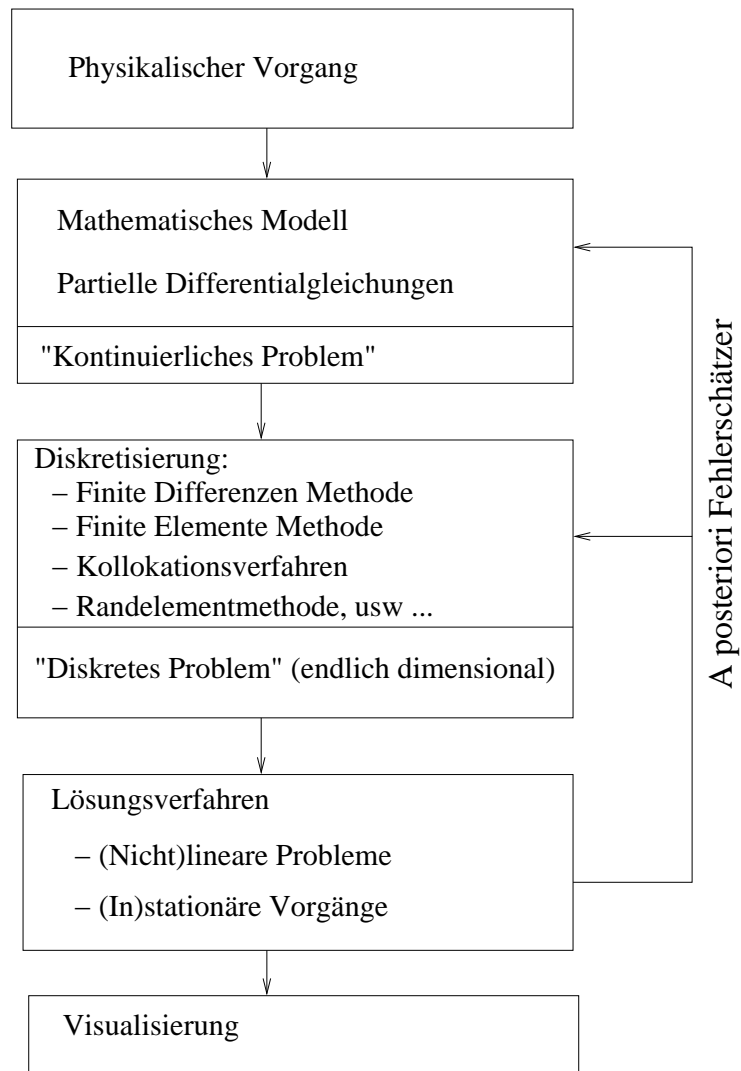 Physikalischer Vorgang
Mathematisches Modell
Partielle Differentialgleichungen
"Kontinuierliches Problem"
Diskretisierung:
– Finite Differenzen Methode
– Finite Elemente Methode
– Kollokationsverfahren
– Randelementmethode, usw ...
"Diskretes Problem" (endlich dimensional)
Lösungsverfahren
– (Nicht)lineare Probleme
– (In)stationäre Vorgänge
Visualisierung
A posteriori Fehlerschätzer